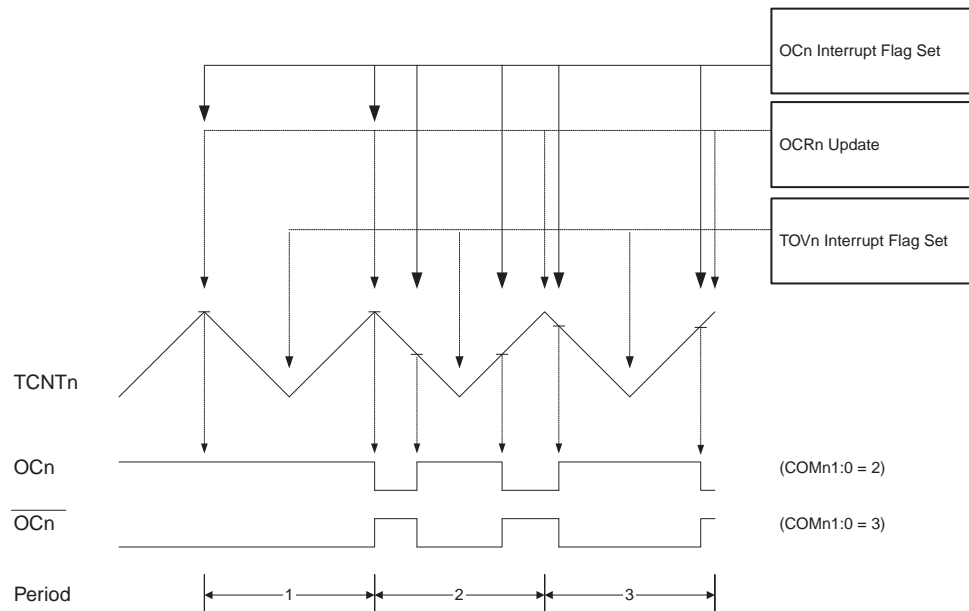 OCn Interrupt Flag Set
OCRn Update
TOVn Interrupt Flag Set
TCNTn
OCn
(COMn1:0 = 2)
OCn
(COMn1:0 = 3)
Period
1
2
3